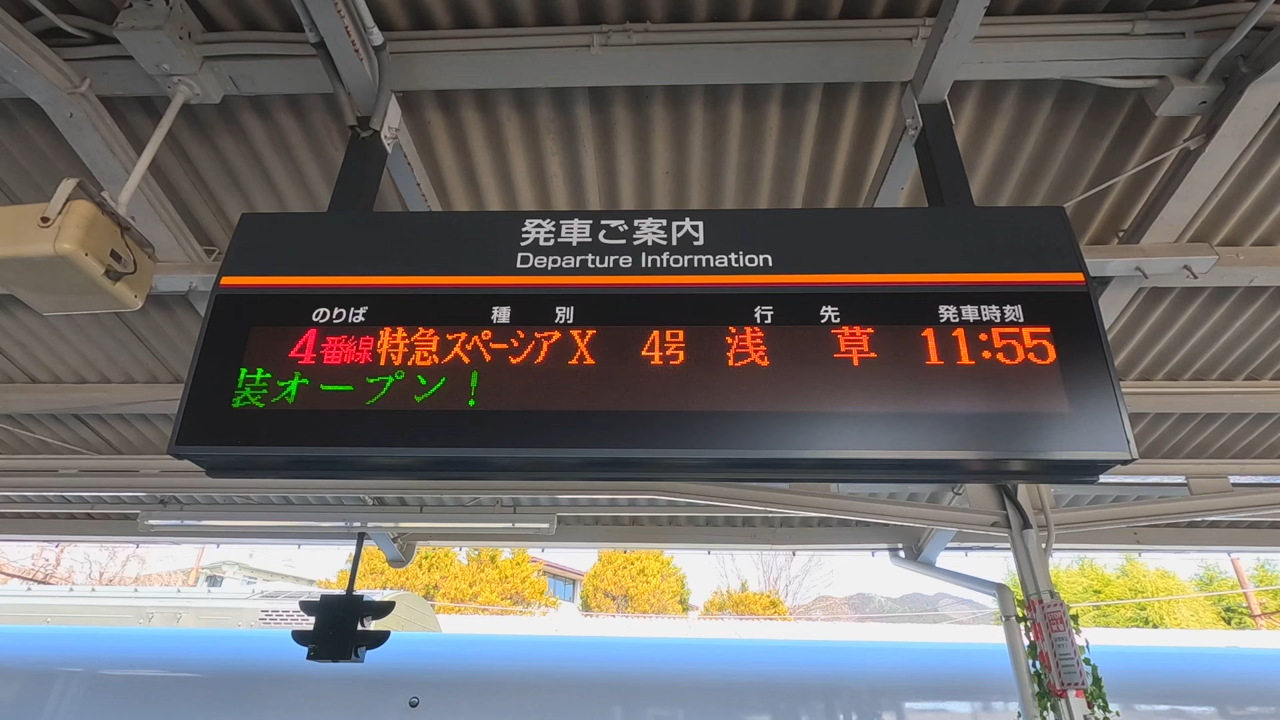 発車ご案内
Departure Information
のりば 種別 行先 発車時刻
4番線 特急スペーシアX 4号 浅草 11:55
装オープン！